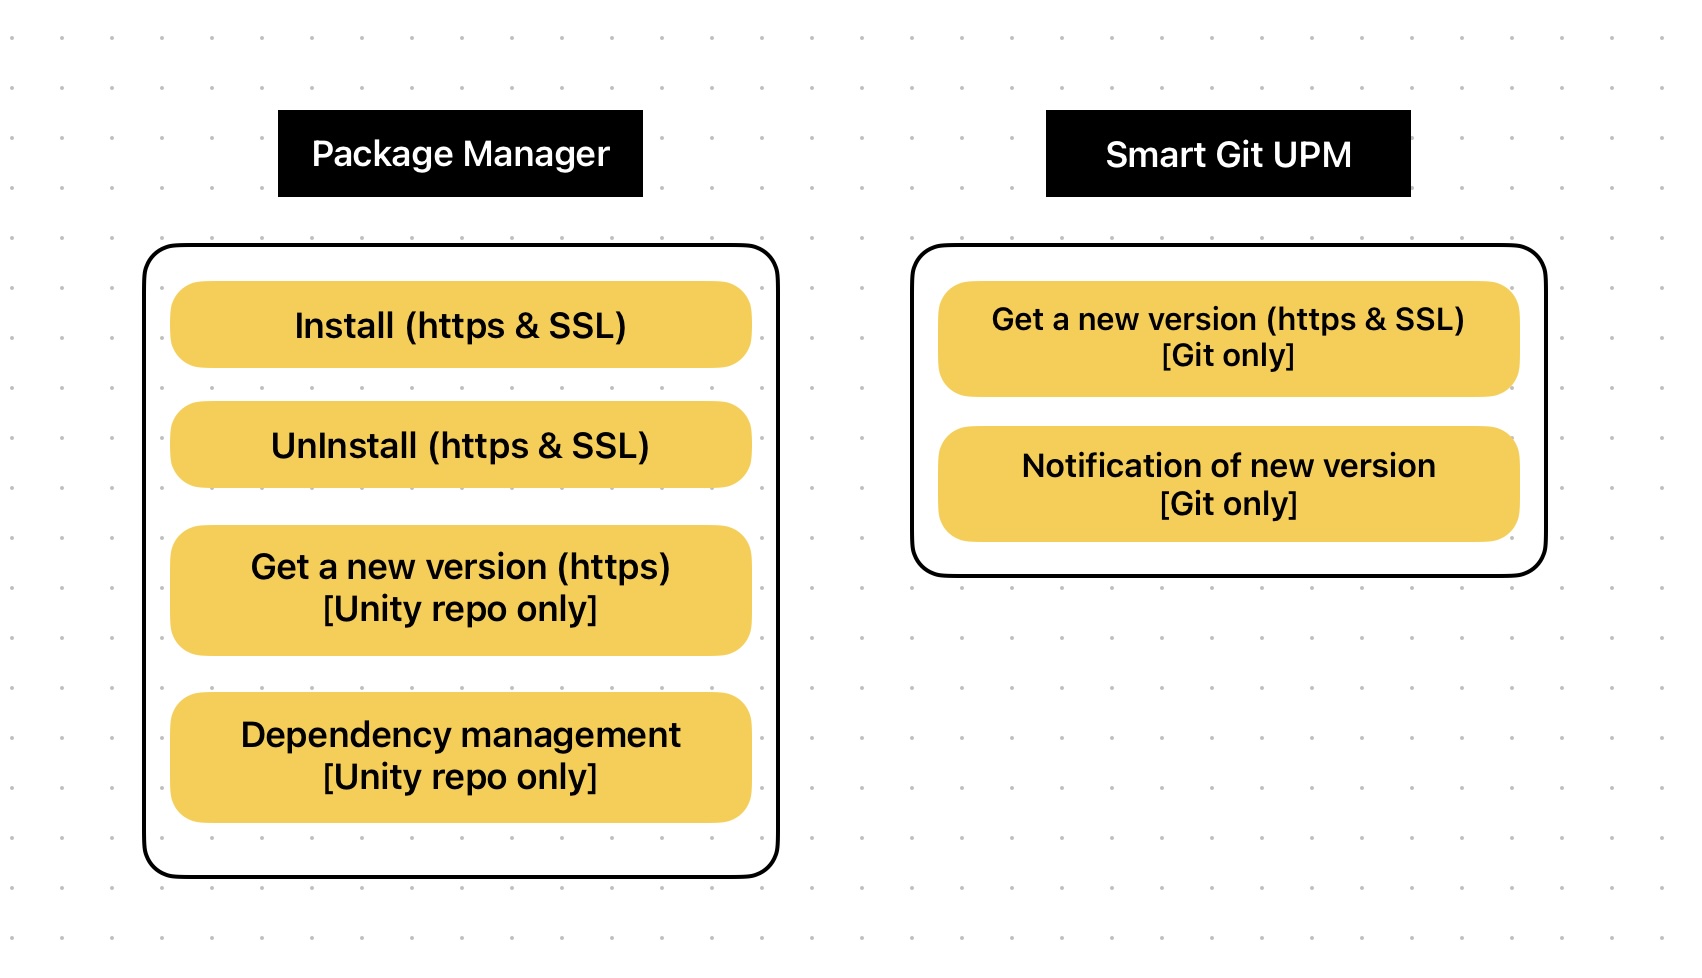 Package Manager
Install (https & SSL)
UnInstall (https & SSL)
Get a new version (https)
[Unity repo only]
Dependency management
[Unity repo only]
Smart Git UPM
Get a new version (https & SSL)
[Git only]
Notification of new version
[Git only]